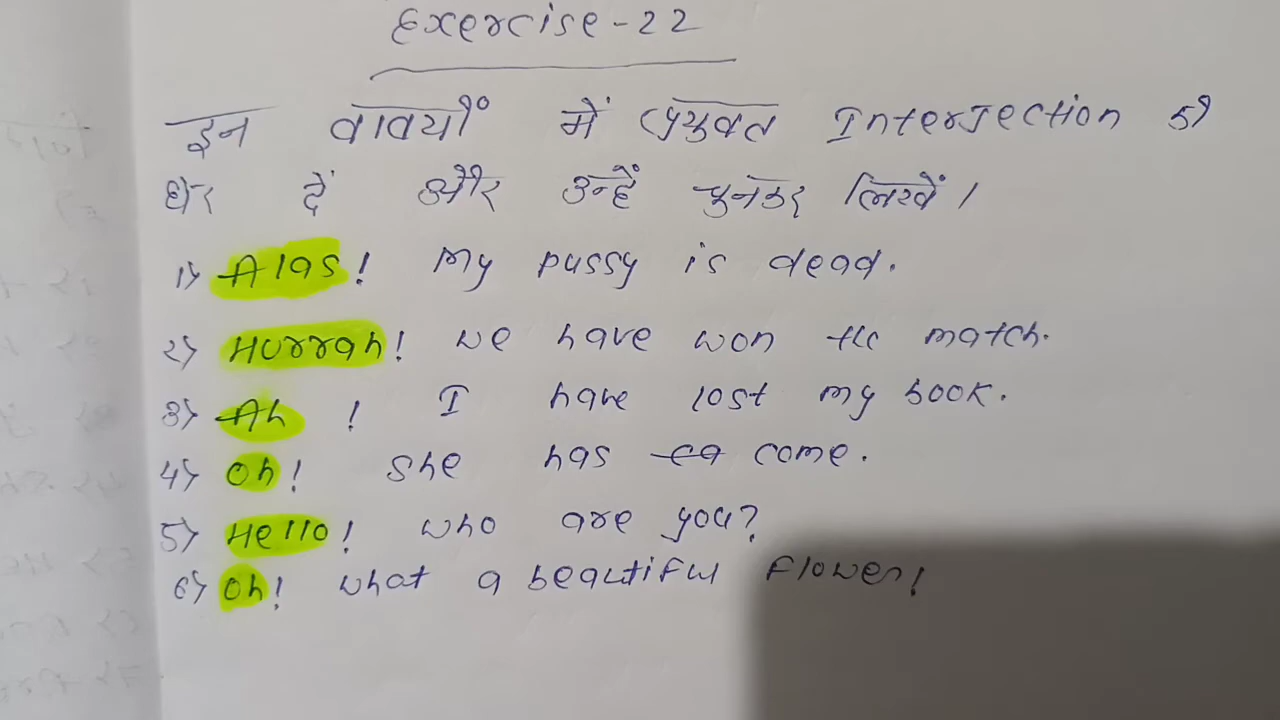 Exercise-22
इन वाक्यों में प्रयुक्त Interjection को
घेर दें और उन्हें चुनकर लिखें।
1) Alas! my pussy is dead.
2) Hurrah! we have won the match.
3) Ah ! I have lost my book.
4) Oh! she has come.
5) Hello! who are you?
6) Oh! what a beautiful flower!